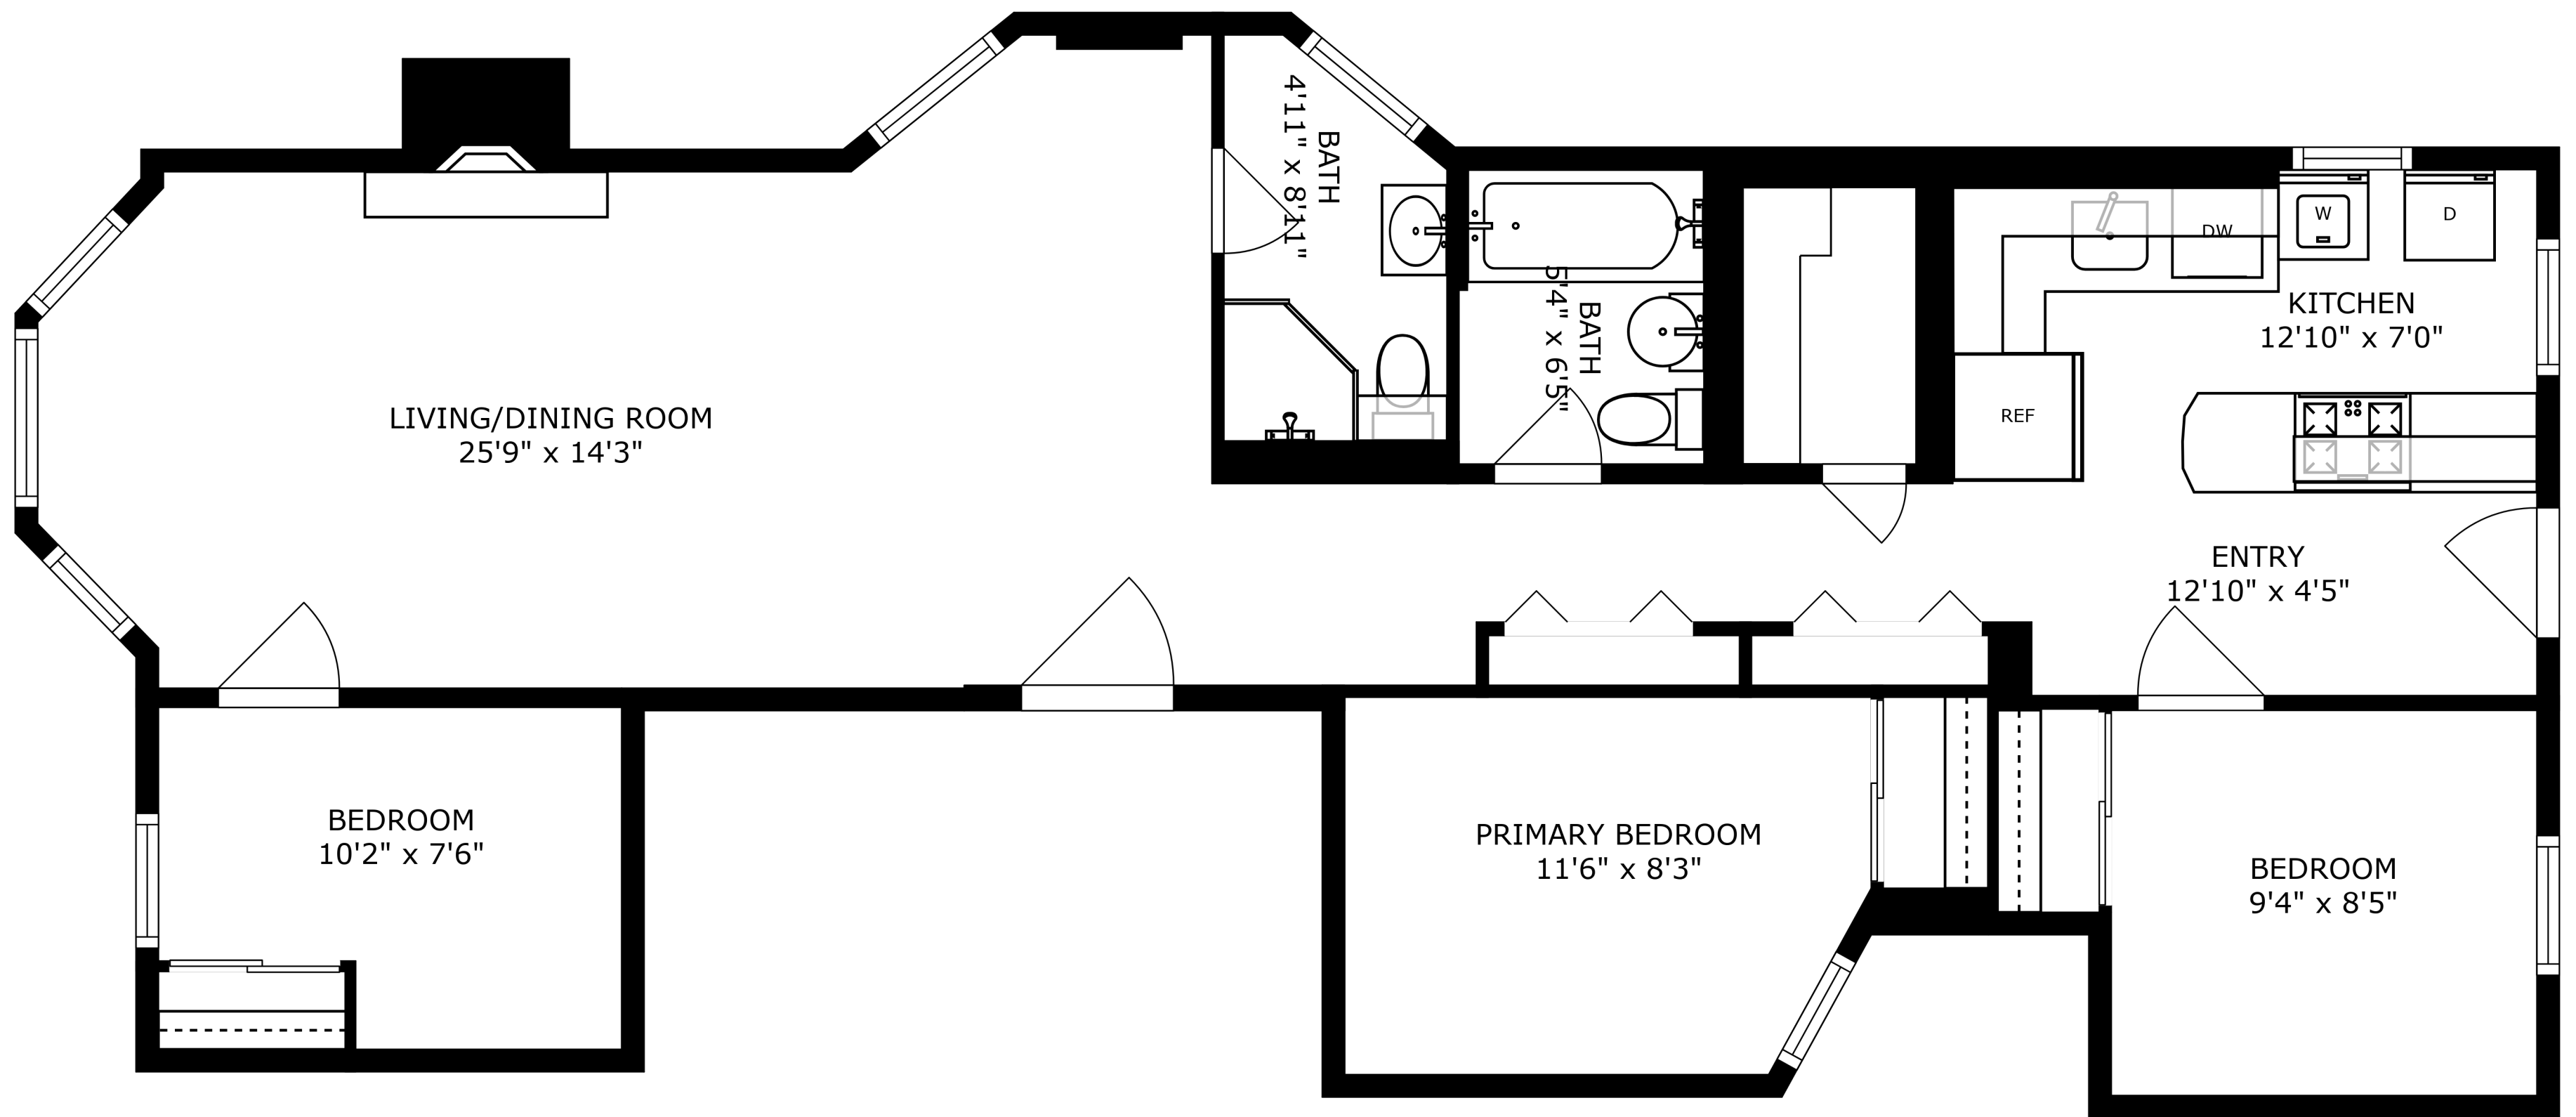 BATH
4'11" x 8'11"
BATH
5'4" x 6'5"
W
D
DW
KITCHEN
12'10" x 7'0"
REF
LIVING/DINING ROOM
25'9" x 14'3"
ENTRY
12'10" x 4'5"
BEDROOM
10'2" x 7'6"
PRIMARY BEDROOM
11'6" x 8'3"
BEDROOM
9'4" x 8'5"